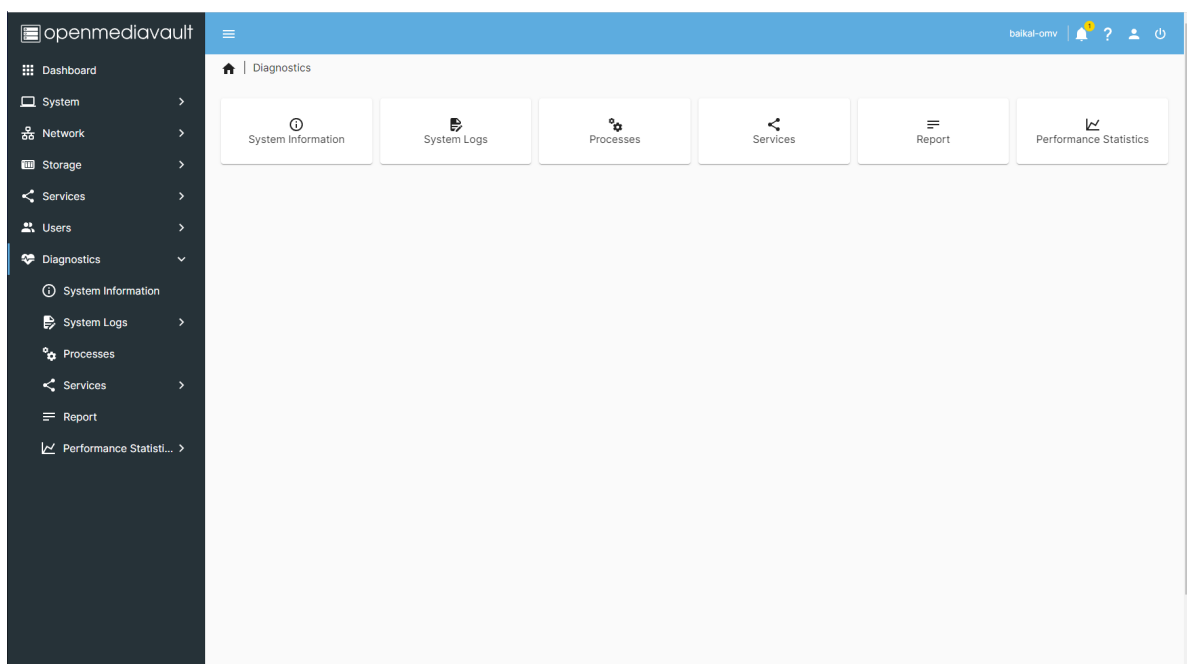 openmediavault
baikal-omv
1
?
Dashboard
System
Network
Storage
Services
Users
Diagnostics
System Information
System Logs
Processes
Services
Report
Performance Statisti...
Diagnostics
System Information
System Logs
Processes
Services
Report
Performance Statistics